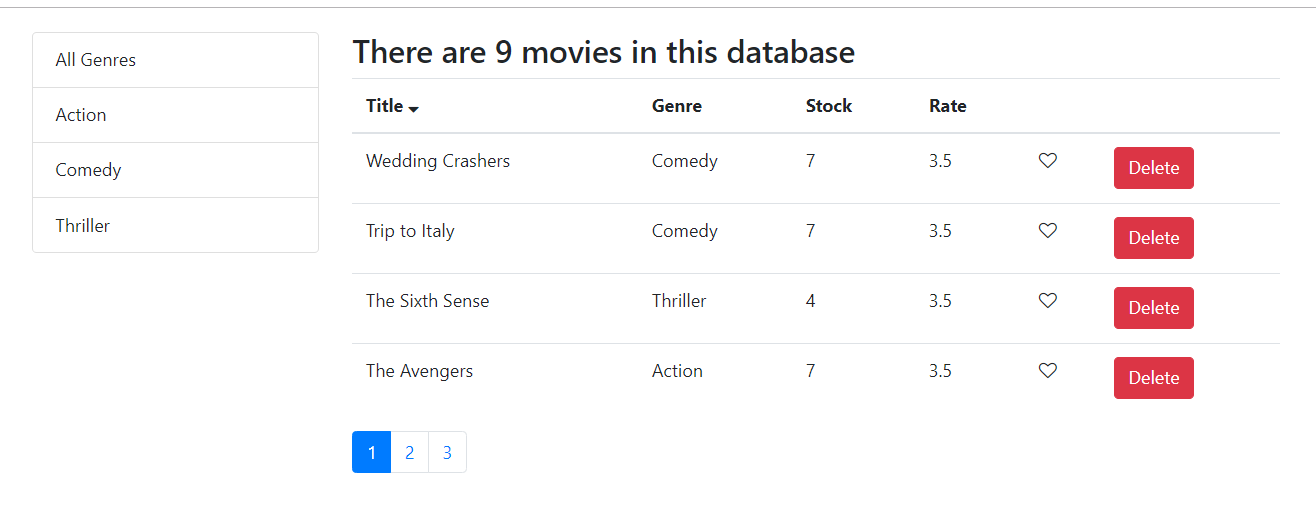 All Genres
Action
Comedy
Thriller
There are 9 movies in this database
Title Genre Stock Rate
Wedding Crashers Comedy 7 3.5 Delete
Trip to Italy Comedy 7 3.5 Delete
The Sixth Sense Thriller 4 3.5 Delete
The Avengers Action 7 3.5 Delete
1 2 3